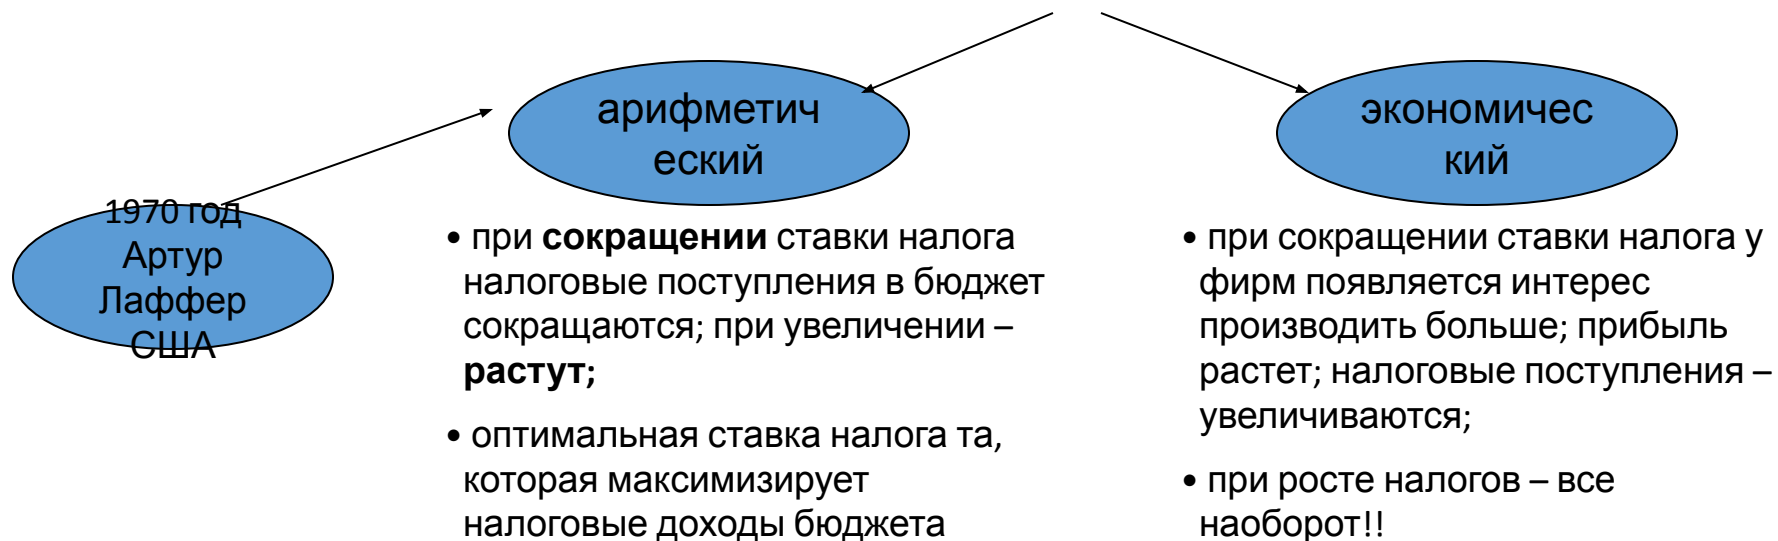 арифметич
еский
экономичес
кий
1970 год
Артур
Лаффер
США
• при сокращении ставки налога
налоговые поступления в бюджет
сокращаются; при увеличении –
растут;
• оптимальная ставка налога та,
которая максимизирует
налоговые доходы бюджета
• при сокращении ставки налога у
фирм появляется интерес
производить больше; прибыль
растет; налоговые поступления –
увеличиваются;
• при росте налогов – все
наоборот!!